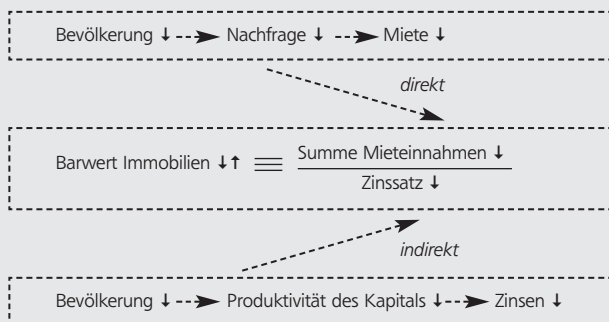 Bevölkerung ↓ --➤ Nachfrage ↓ --➤ Miete ↓
direkt
Barwert Immobilien ↓↑ ≡ Summe Mieteinnahmen ↓
Zinssatz ↓
indirekt
Bevölkerung ↓ --➤ Produktivität des Kapitals ↓ --➤ Zinsen ↓